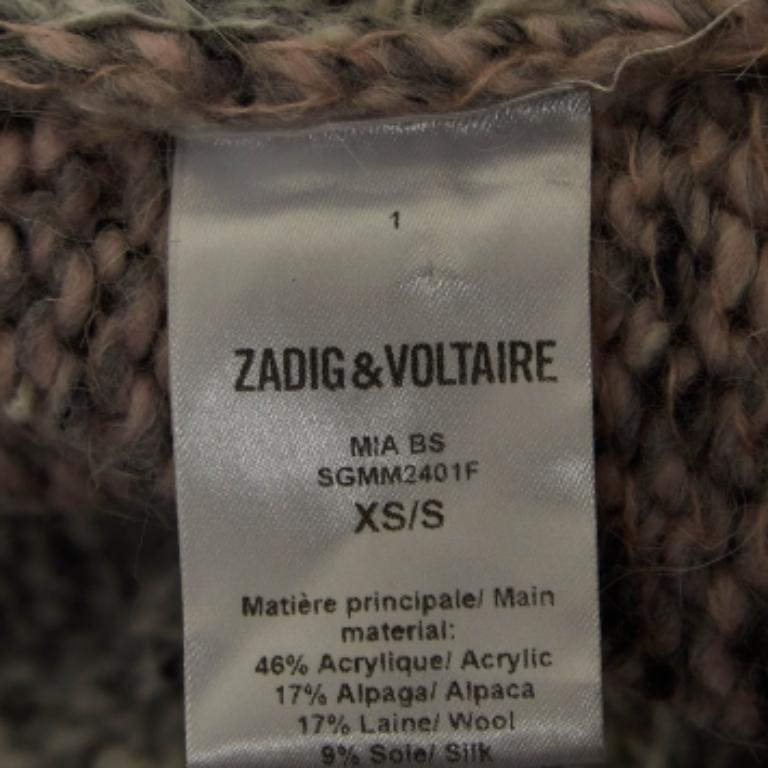 1
ZADIG&VOLTAIRE
MIA BS
SGMM2401F
XS/S
Matière principale/ Main
material:
46% Acrylique/ Acrylic
17% Alpaga/ Alpaca
17% Laine/ Wool
9% Soie/ Silk